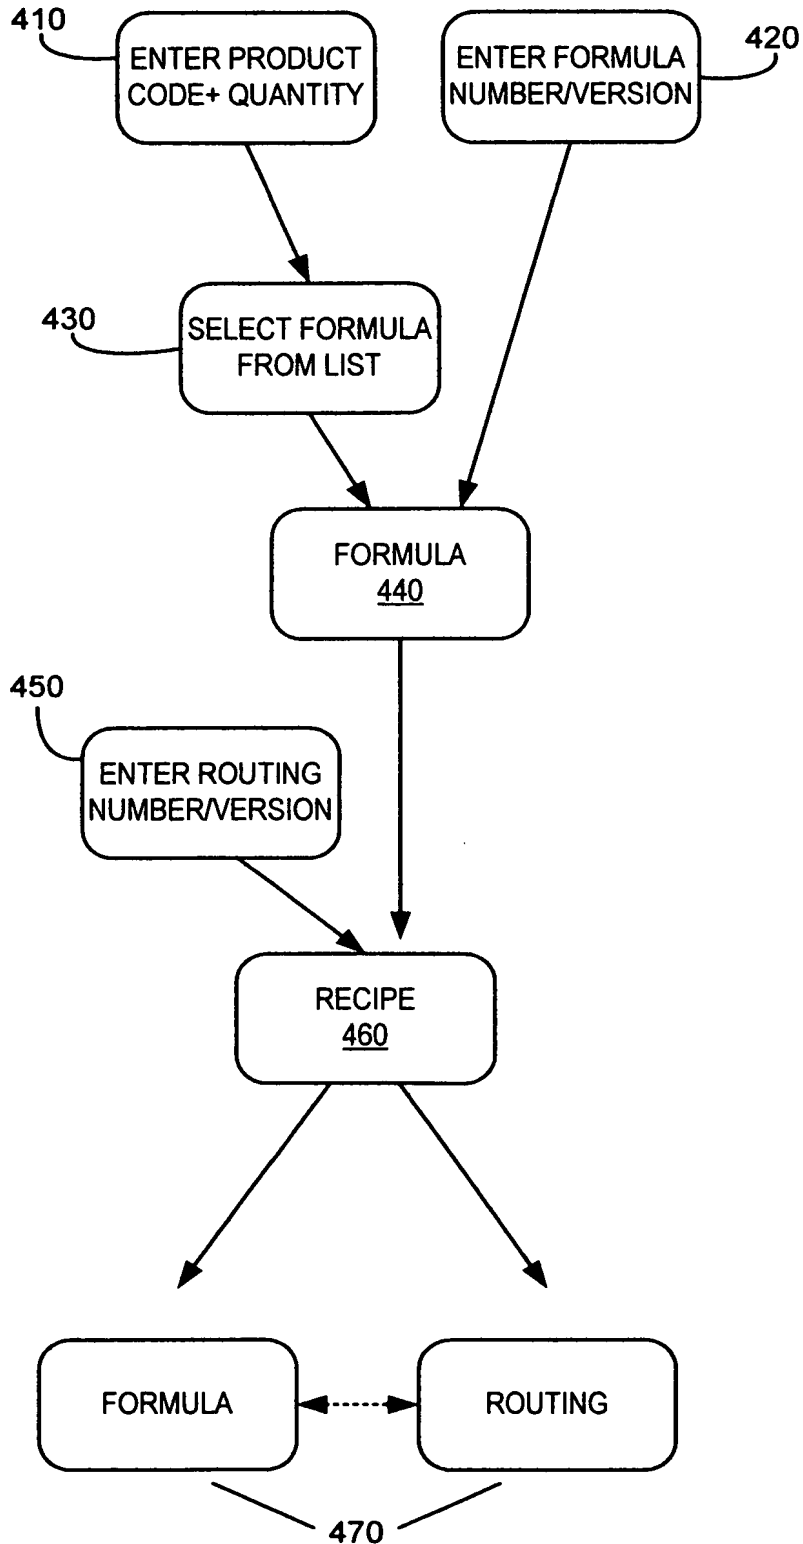 410
ENTER PRODUCT
CODE+ QUANTITY
ENTER FORMULA
NUMBER/VERSION
420
430
SELECT FORMULA
FROM LIST
FORMULA
440
450
ENTER ROUTING
NUMBER/VERSION
RECIPE
460
FORMULA
ROUTING
470